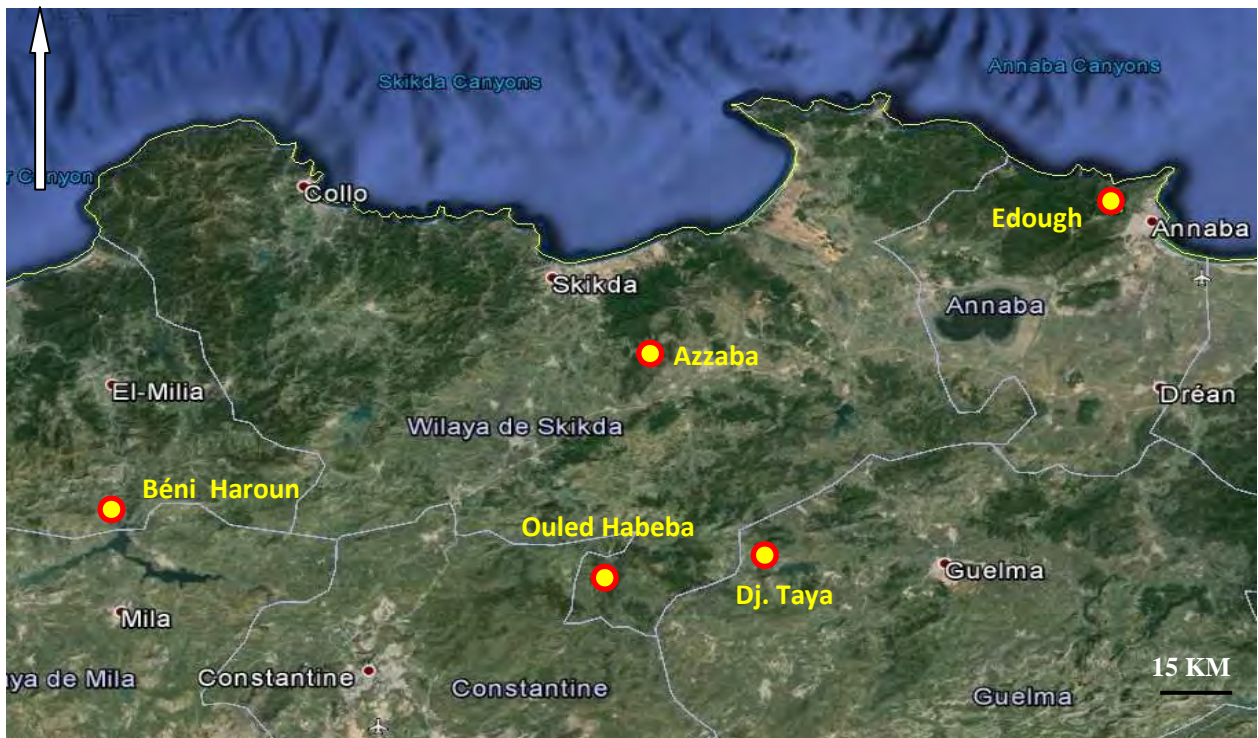 Skikda Canyons
Annaba Canyons
r Canyon
Collo
Edough
Annaba
Skikda
Annaba
Azzaba
El-Milia
Dréan
Wilaya de Skikda
Béni Haroun
Ouled Habeba
Guelma
Dj. Taya
Mila
15 KM
Constantine
aya de Mila
Constantine
Guelma